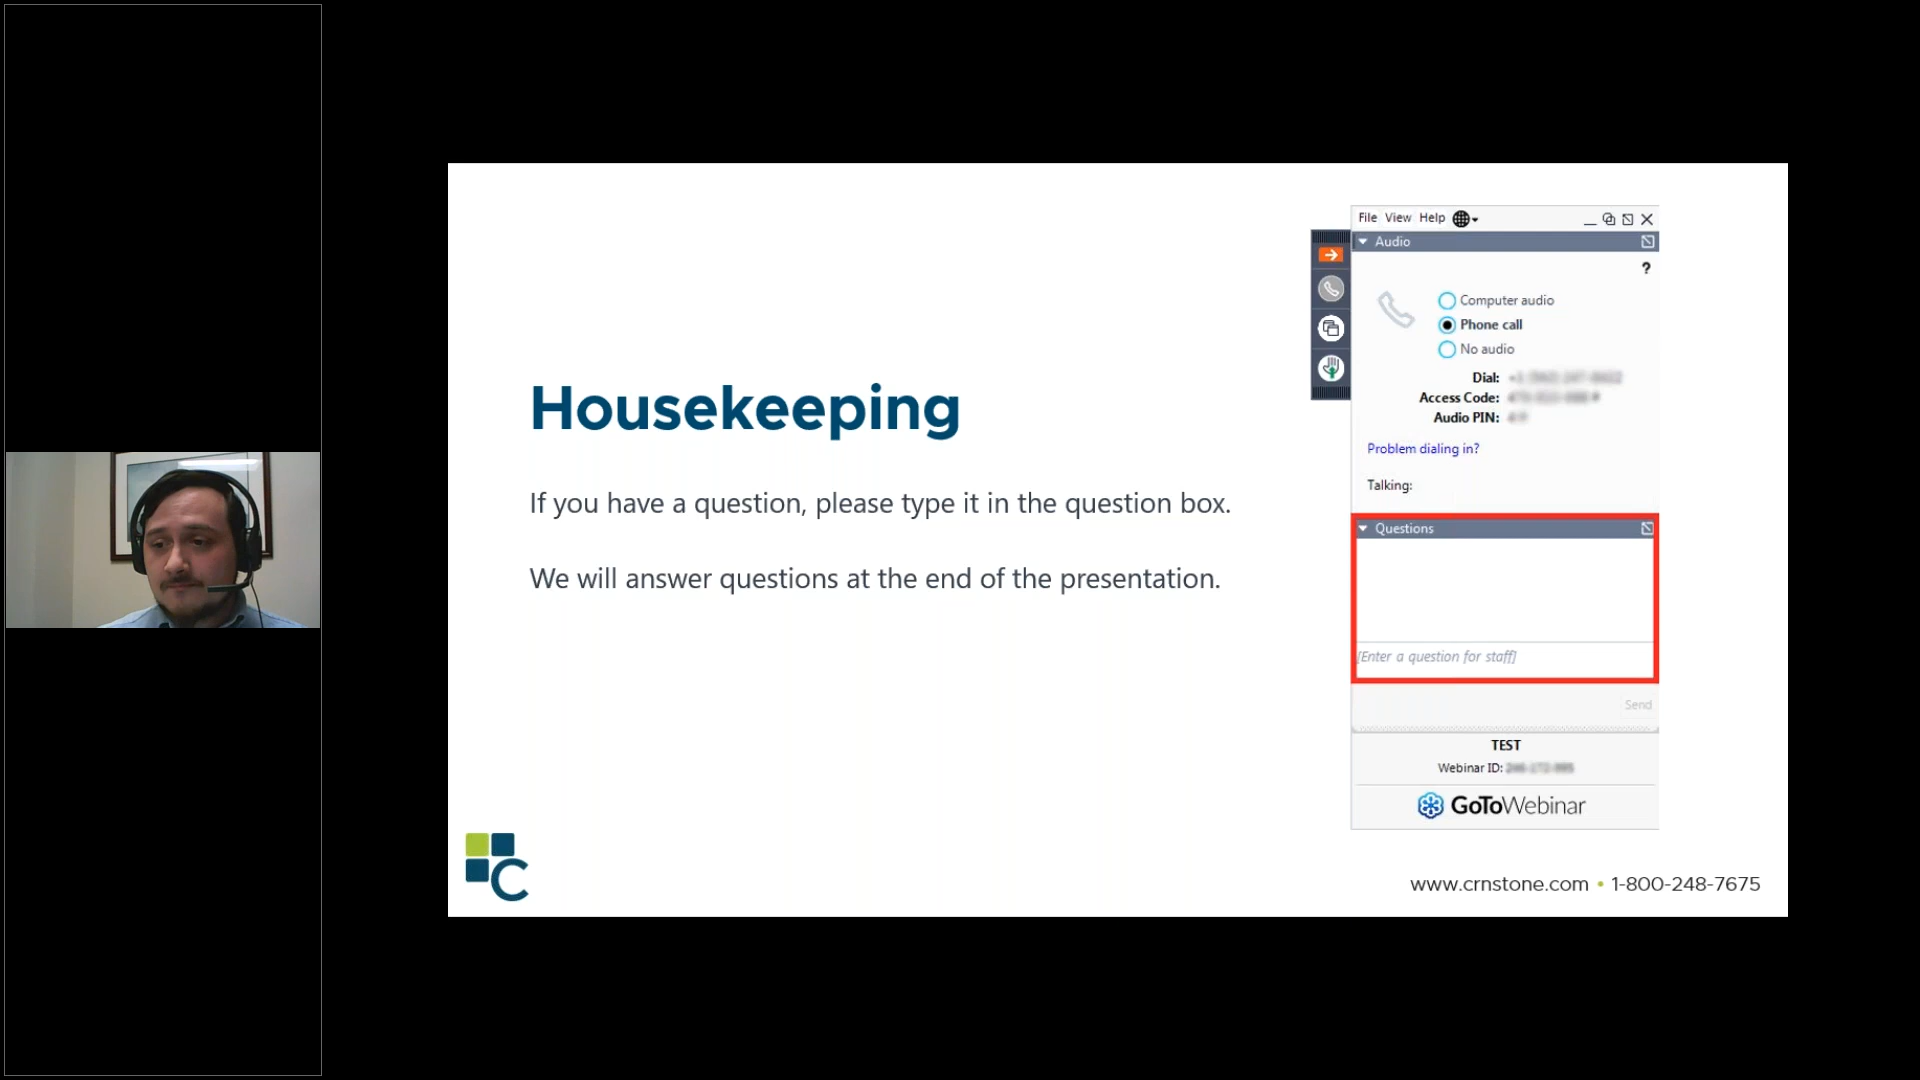 Housekeeping
If you have a question, please type it in the question box.
We will answer questions at the end of the presentation.
File View Help
Audio
?
Computer audio
Phone call
No audio
Dial:
Access Code:
Audio PIN:
Problem dialing in?
Talking:
Questions
[Enter a question for staff]
Send
TEST
Webinar ID:
GoToWebinar
C
www.crnstone.com • 1-800-248-7675